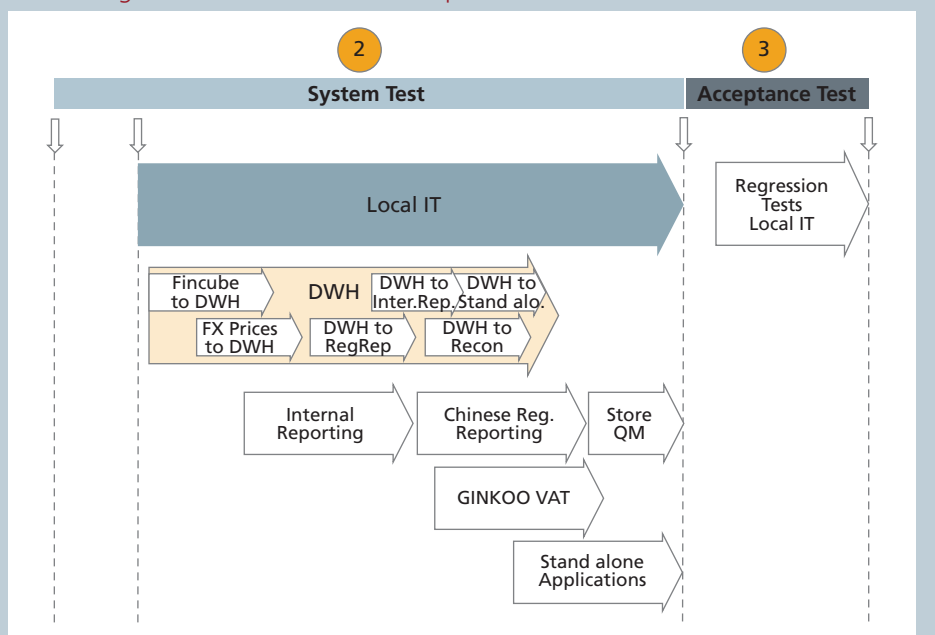 2
3
System Test
Acceptance Test
Local IT
Regression
Tests
Local IT
Fincube
to DWH
DWH
DWH to
Inter.Rep.
DWH to
Stand alo.
FX Prices
to DWH
DWH to
RegRep
DWH to
Recon
Internal
Reporting
Chinese Reg.
Reporting
Store
QM
GINKOO VAT
Stand alone
Applications